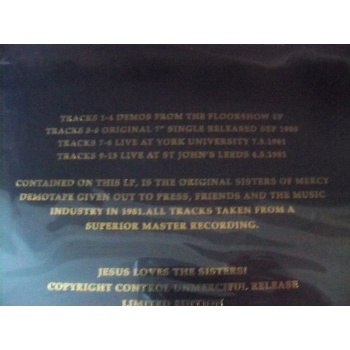 TRACKS 1-4 DEMOS FROM THE FLOORSHOW EP
TRACKS 5-6 ORIGINAL 7" SINGLE RELEASED SEP 1980
TRACKS 7-8 LIVE AT YORK UNIVERSITY 7.5.1981
TRACKS 9-13 LIVE AT ST JOHN'S LEEDS 4.5.1981
CONTAINED ON THIS LP, IS THE ORIGINAL SISTERS OF MERCY
DEMOTAPE GIVEN OUT TO PRESS, FRIENDS AND THE MUSIC
INDUSTRY IN 1981.ALL TRACKS TAKEN FROM A
SUPERIOR MASTER RECORDING.
JESUS LOVES THE SISTERS!
COPYRIGHT CONTROL UNMERCIFUL RELEASE
LIMITED EDITION